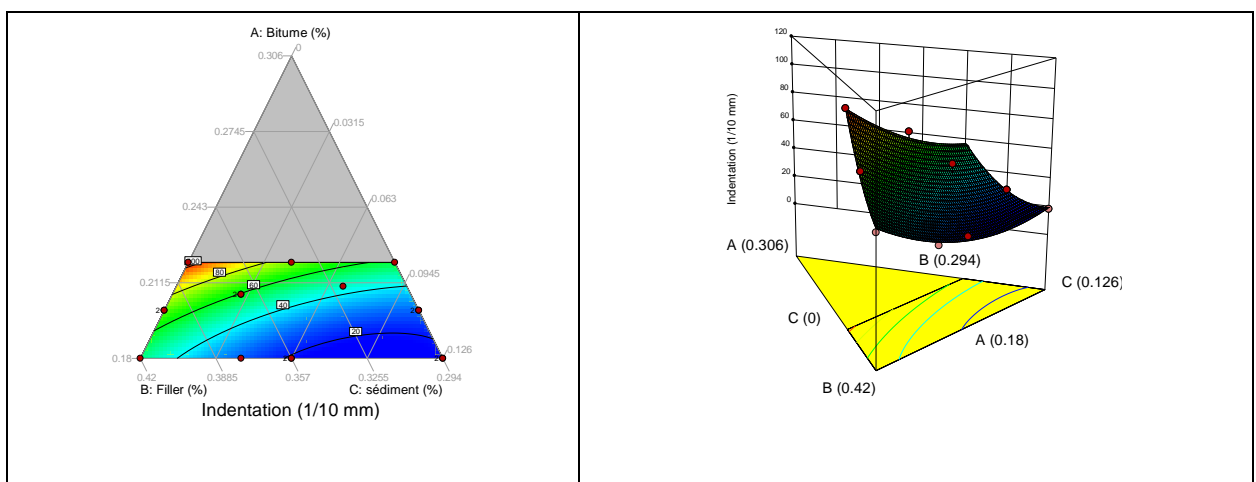 A: Bitume (%)
0.306
0
0.2745
0.0315
0.243
0.063
100
80
0.2115
0.0945
60
2
2
40
20
0.18
0.126
0.42
0.3885
0.357
0.3255
0.294
B: Filler (%)
C: sédiment (%)
Indentation (1/10 mm)
120
100
80
60
40
20
0
Indentation (1/10 mm)
A (0.306)
B (0.294)
C (0.126)
C (0)
A (0.18)
B (0.42)